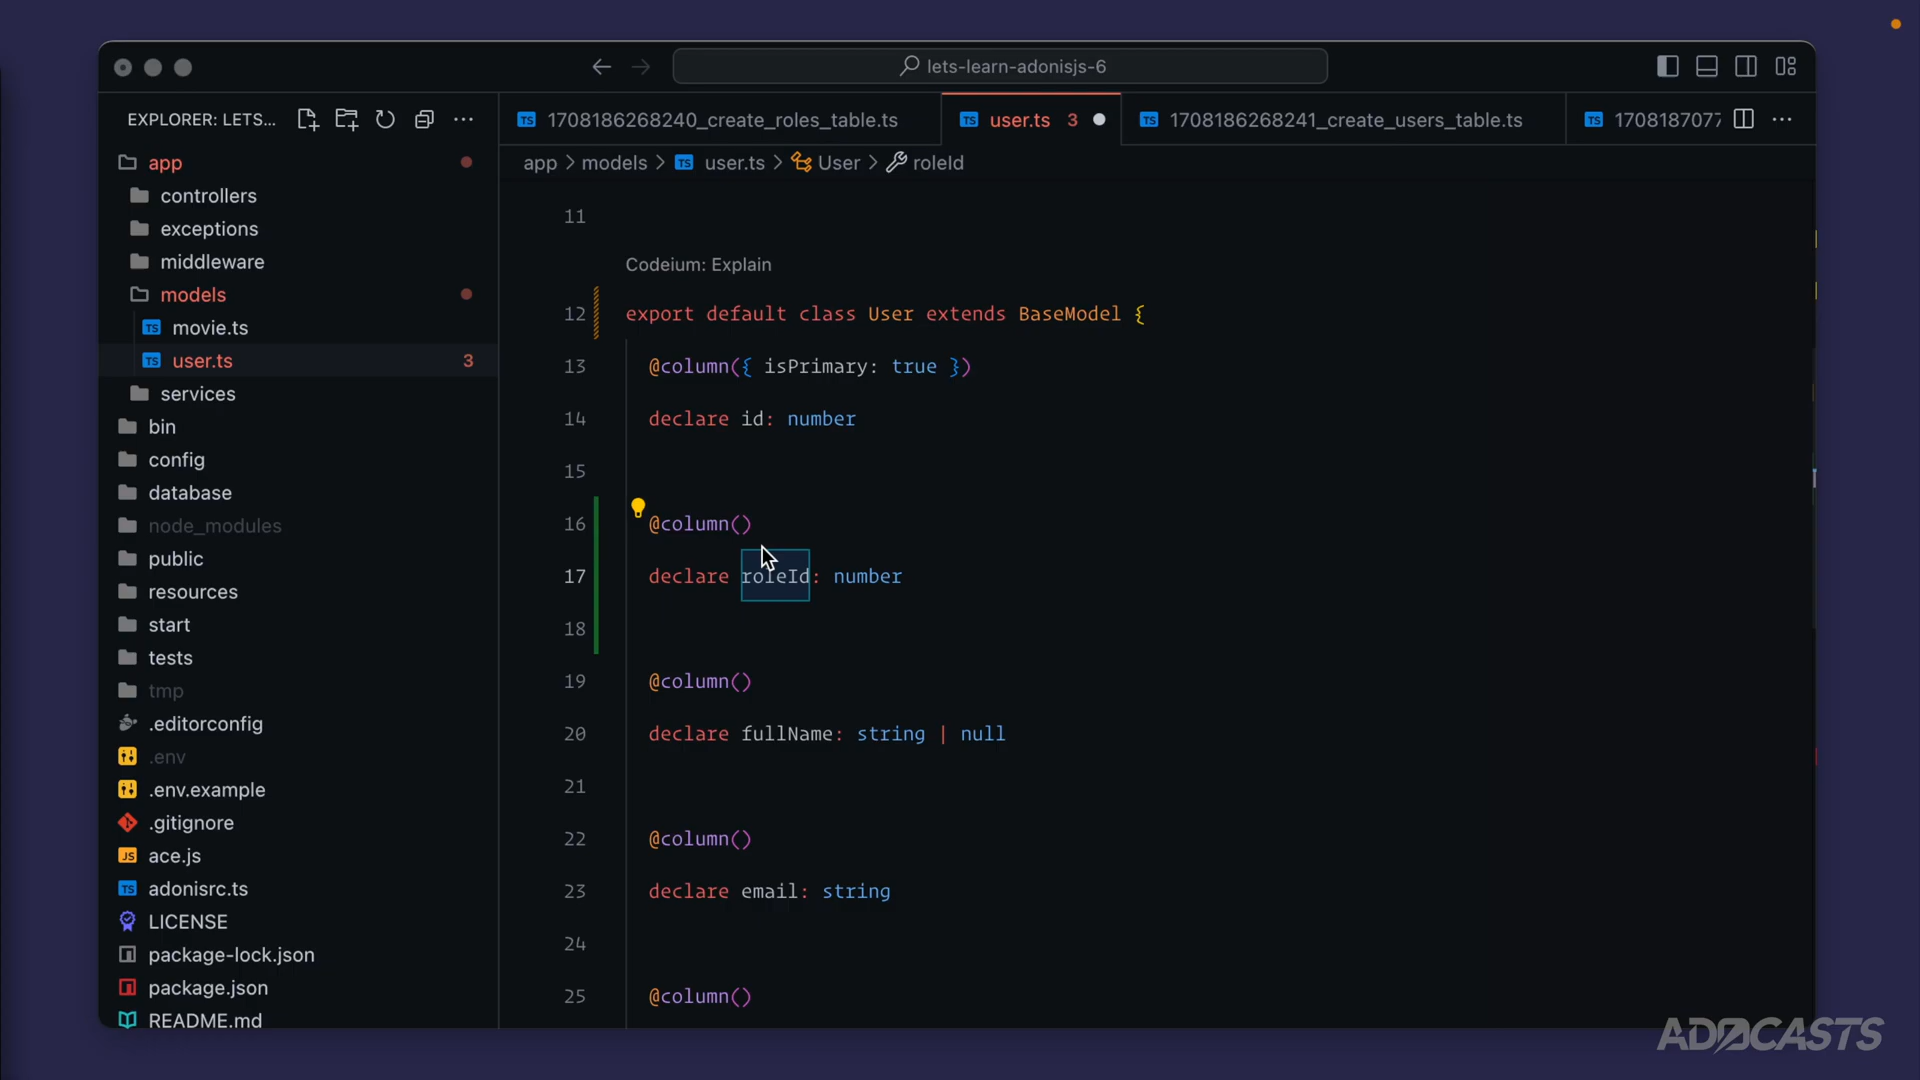 lets-learn-adonisjs-6
EXPLORER: LETS...
1708186268240_create_roles_table.ts
user.ts 3
1708186268241_create_users_table.ts
170818707
app > models > user.ts > User > roleId
app
controllers
exceptions
middleware
models
movie.ts
user.ts 3
services
bin
config
database
node_modules
public
resources
start
tests
tmp
.editorconfig
.env
.env.example
.gitignore
ace.js
adonisrc.ts
LICENSE
package-lock.json
package.json
README.md
11
Codeium: Explain
12 export default class User extends BaseModel {
13 @column({ isPrimary: true })
14 declare id: number
15
16 @column()
17 declare roleId: number
18
19 @column()
20 declare fullName: string | null
21
22 @column()
23 declare email: string
24
25 @column()
ADOCASTS